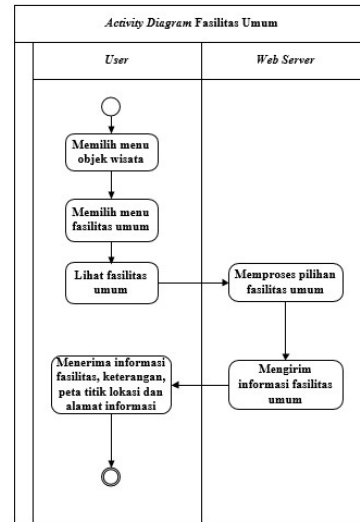 Activity Diagram Fasilitas Umum
User
Web Server
Memilih menu
objek wisata
Memilih menu
fasilitas umum
Lihat fasilitas
umum
Memproses pilihan
fasilitas umum
Mengirim
informasi fasilitas
umum
Menerima informasi
fasilitas, keterangan,
peta titik lokasi dan
alamat informasi